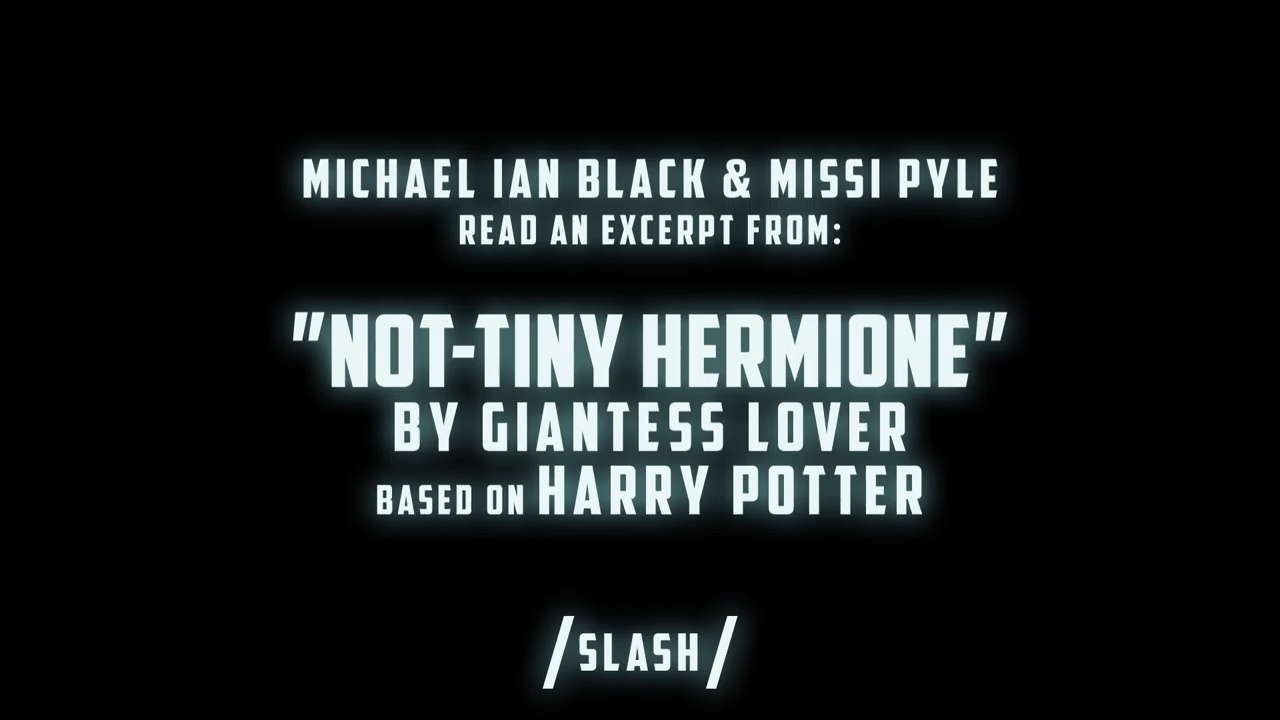 MICHAEL IAN BLACK & MISSI PYLE
READ AN EXCERPT FROM:
"NOT-TINY HERMIONE"
BY GIANTESS LOVER
BASED ON HARRY POTTER
/SLASH/